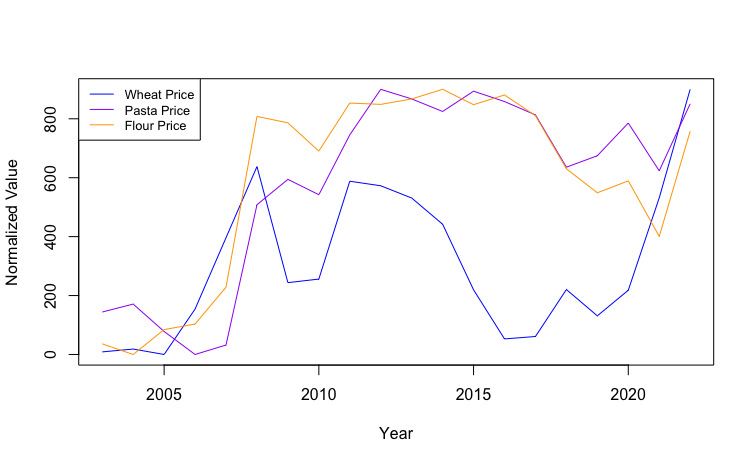 Wheat Price
Pasta Price
Flour Price
Normalized Value
800
600
400
200
0
2005 2010 2015 2020
Year